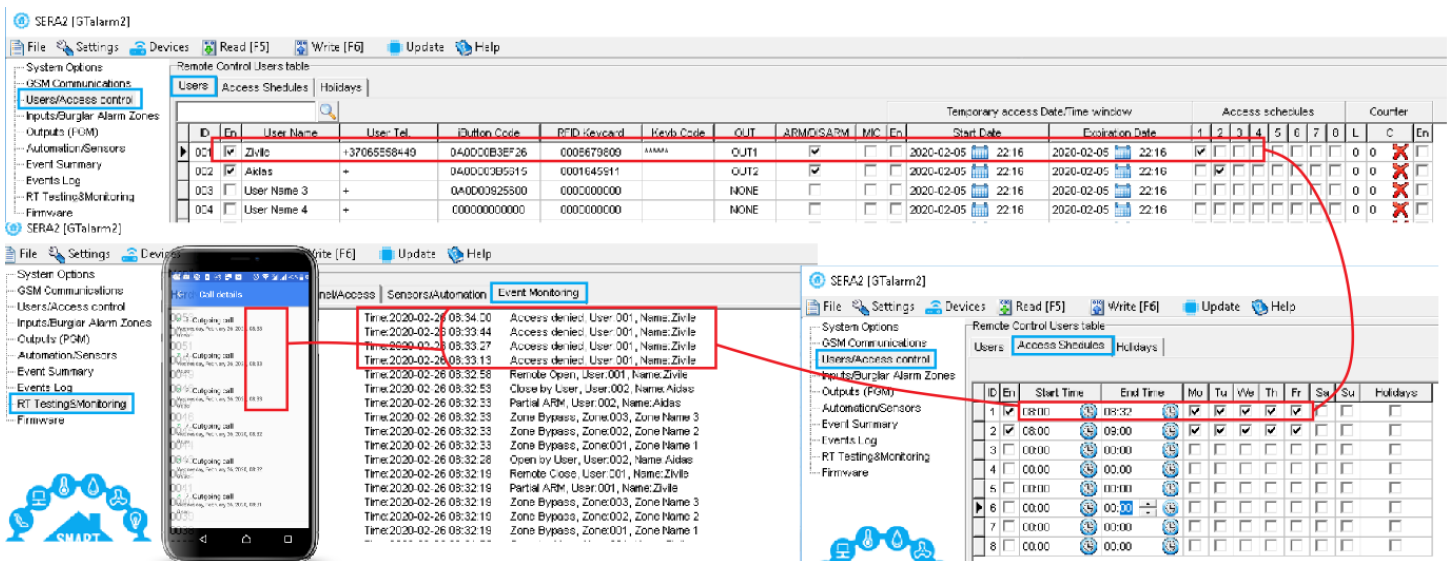 SERA2 [GTalarm2]
File Settings Devices Read [F5] Write [F6] Update Help
System Options
GSM Communications
Users/Access control
Inputs/Burglar Alarm Zones
Outputs (PGM)
Automation/Sensors
Event Summary
Events Log
RT Testing&Monitoring
Firmware
Remote Control Users table
Users Access Shedules Holidays
Temporary access Date/Time window Access schedules Counter
ID En User Name User Tel. iButton Code RFID Keycard Keyb Code OUT ARM/DISARM MIC En Start Date Expiration Date 1 2 3 4 5 6 7 8 L C En
001 Zivile +37065558449 0A0D00B3EF26 0008679809 ****** OUT1 2020-02-05 22:16 2020-02-05 22:16 0 0
002 Aidas + 0A0D003B5615 0001645911 OUT2 2020-02-05 22:16 2020-02-05 22:16 0 0
003 User Name 3 + 0A0D03925600 0000000000 NONE 2020-02-05 22:16 2020-02-05 22:16 0 0
004 User Name 4 + 000000000000 0000000000 NONE 2020-02-05 22:16 2020-02-05 22:16 0 0
SERA2 [GTalarm2]
File Settings Write [F6] Update Help
System Options
GSM Communications
Users/Access control
Inputs/Burglar Alarm Zones
Outputs (PGM)
Automation/Sensors
Event Summary
Events Log
RT Testing&Monitoring
Firmware
SMART
Call details
Outgoing call
Outgoing call
Outgoing call
Outgoing call
Outgoing call
Outgoing call
Sensors/Automation Event Monitoring
Time:2020-02-26 08:34:00 Access denied, User:001, Name:Zivile
Time:2020-02-26 08:33:44 Access denied, User:001, Name:Zivile
Time:2020-02-26 08:33:27 Access denied, User:001, Name:Zivile
Time:2020-02-26 08:33:13 Access denied, User:001, Name:Zivile
Time:2020-02-26 08:32:58 Remote Open, User:001, Name:Zivile
Time:2020-02-26 08:32:53 Close by User, User:002, Name:Aidas
Time:2020-02-26 08:32:33 Partial ARM, User:002, Name:Aidas
Time:2020-02-26 08:32:33 Zone Bypass, Zone:003, Zone Name 3
Time:2020-02-26 08:32:33 Zone Bypass, Zone:002, Zone Name 2
Time:2020-02-26 08:32:33 Zone Bypass, Zone:001, Zone Name 1
Time:2020-02-26 08:32:28 Open by User, User:002, Name:Aidas
Time:2020-02-26 08:32:19 Remote Close, User:001, Name:Zivile
Time:2020-02-26 08:32:19 Partial ARM, User:001, Name:Zivile
Time:2020-02-26 08:32:19 Zone Bypass, Zone:003, Zone Name 3
Time:2020-02-26 08:32:19 Zone Bypass, Zone:002, Zone Name 2
Time:2020-02-26 08:32:19 Zone Bypass, Zone:001, Zone Name 1
SERA2 [GTalarm2]
File Settings Devices Read [F5] Write [F6] Update Help
System Options
GSM Communications
Users/Access control
Inputs/Burglar Alarm Zones
Outputs (PGM)
Automation/Sensors
Event Summary
Events Log
RT Testing&Monitoring
Firmware
Remote Control Users table
Users Access Shedules Holidays
ID En Start Time End Time Mo Tu We Th Fr Sa Su Holidays
1 08:00 08:32
2 08:00 09:00
3 00:00 00:00
4 00:00 00:00
5 00:00 00:00
6 00:00 00:00
7 00:00 00:00
8 00:00 00:00